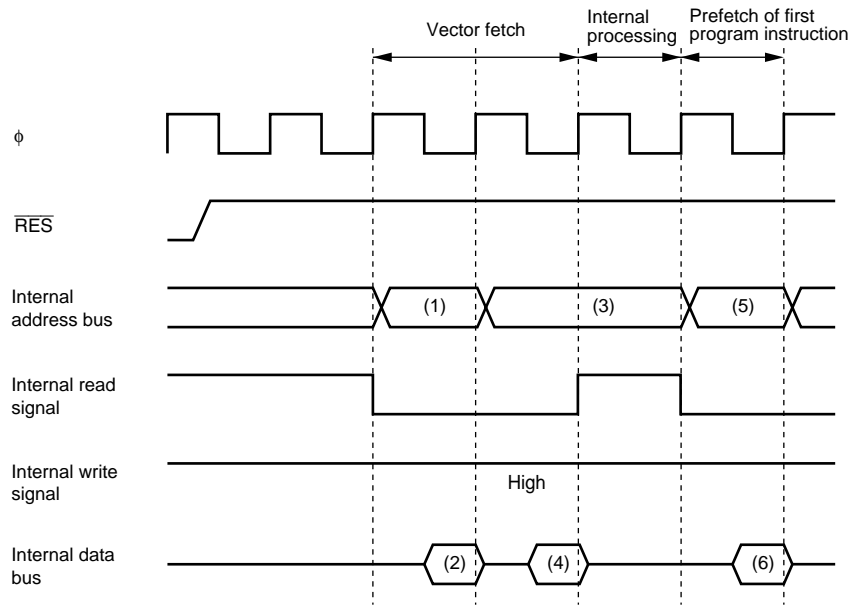 Vector fetch
Internal
processing
Prefetch of first
program instruction
ϕ
RES
Internal
address bus
(1)
(3)
(5)
Internal read
signal
Internal write
signal
High
Internal data
bus
(2)
(4)
(6)